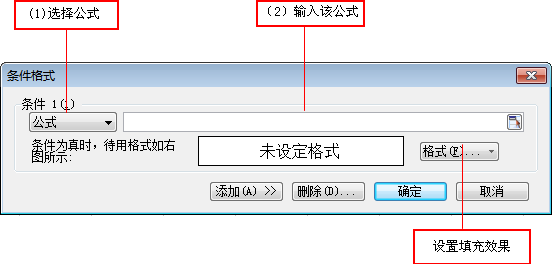 (1)选择公式
(2) 输入该公式
条件格式
条件 1(1)
公式
条件为真时，待用格式如右
图所示:
未设定格式
格式(F)...
添加(A) >>
删除(D)...
确定
取消
设置填充效果